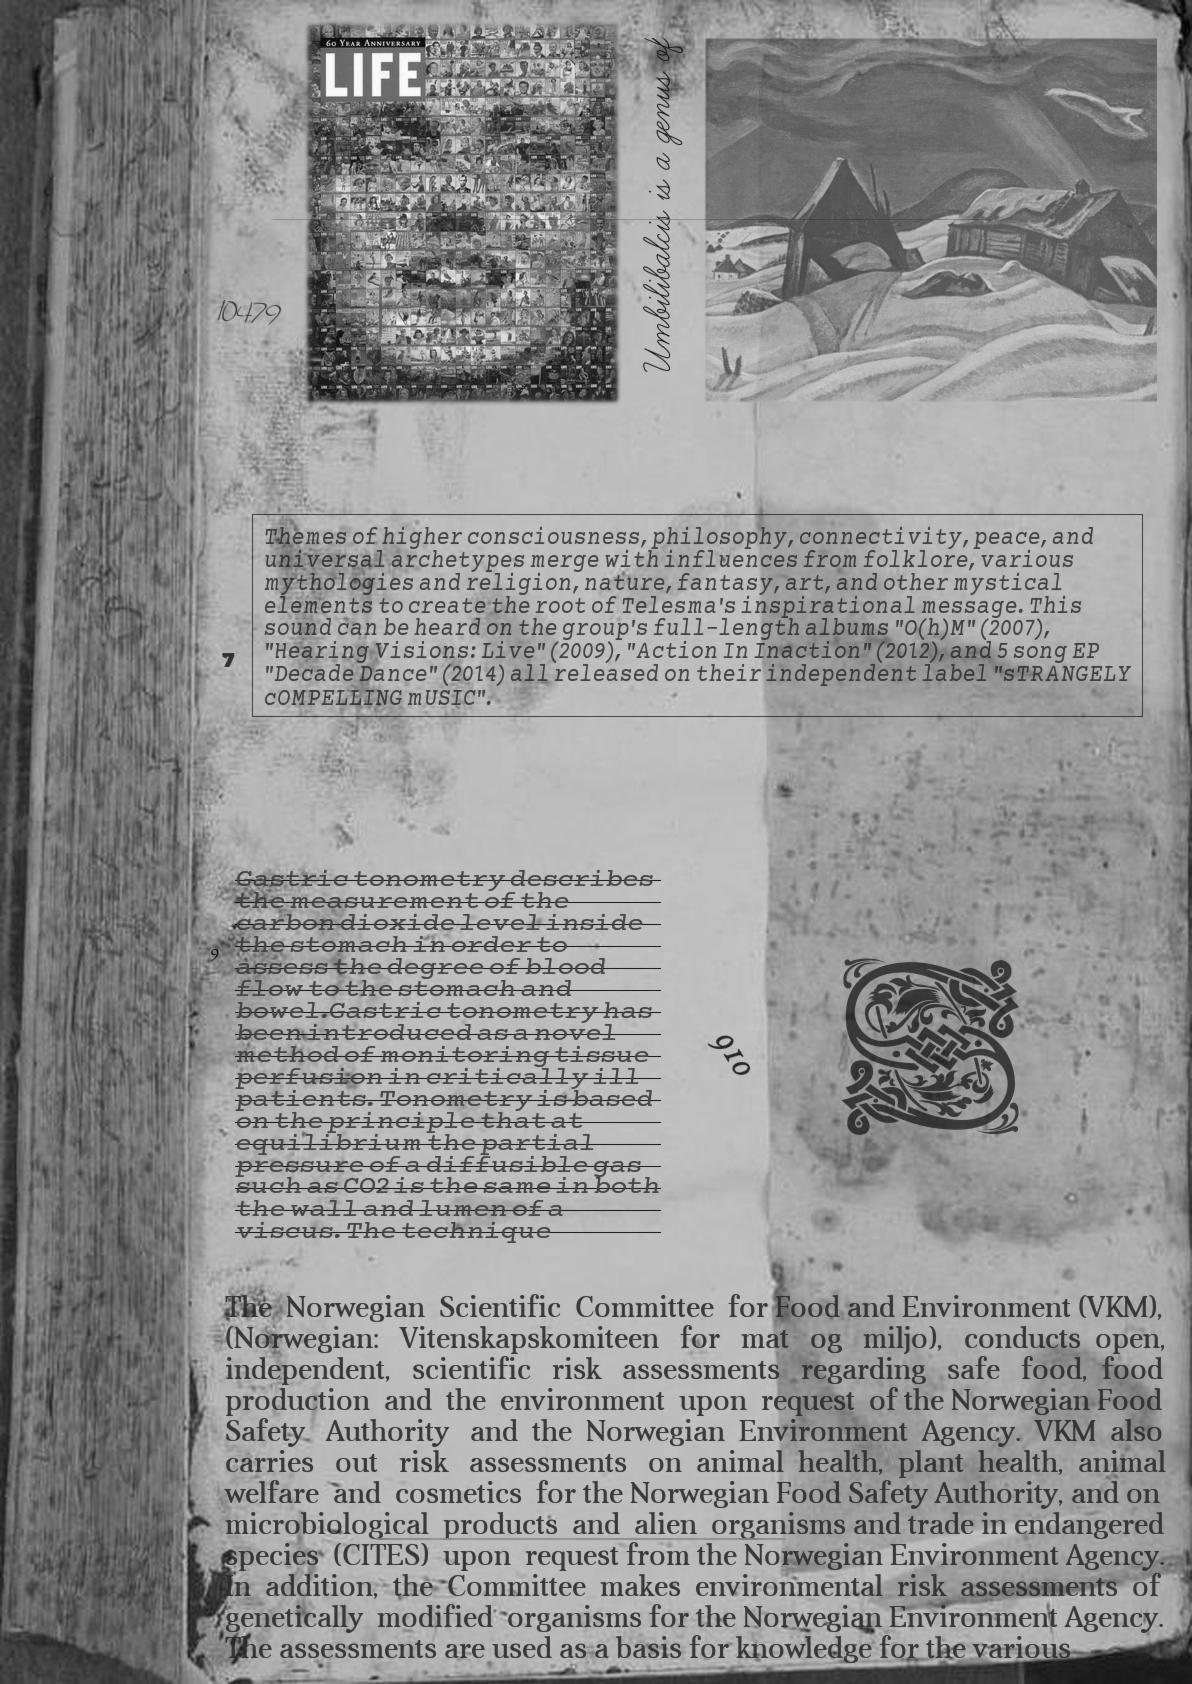 60 YEAR ANNIVERSARY
LIFE
Umbilibalcis is a genus of
10479
Themes of higher consciousness, philosophy, connectivity, peace, and
universal archetypes merge with influences from folklore, various
mythologies and religion, nature, fantasy, art, and other mystical
elements to create the root of Telesma's inspirational message. This
sound can be heard on the group's full-length albums "O(h)M" (2007),
"Hearing Visions: Live" (2009), "Action In Inaction" (2012), and 5 song EP
"Decade Dance" (2014) all released on their independent label "sTRANGELY
cOMPELLING mUSIC".
7
Gastric tonometry describes
the measurement of the
carbon dioxide level inside
the stomach in order to
assess the degree of blood
flow to the stomach and
bowel.Gastric tonometry has
been introduced as a novel
method of monitoring tissue
perfusion in critically ill
patients. Tonometry is based
on the principle that at
equilibrium the partial
pressure of a diffusible gas
such as CO2 is the same in both
the wall and lumen of a
viscus. The technique
9
910
S
The Norwegian Scientific Committee for Food and Environment (VKM),
(Norwegian: Vitenskapskomiteen for mat og miljo), conducts open,
independent, scientific risk assessments regarding safe food, food
production and the environment upon request of the Norwegian Food
Safety Authority and the Norwegian Environment Agency. VKM also
carries out risk assessments on animal health, plant health, animal
welfare and cosmetics for the Norwegian Food Safety Authority, and on
microbiological products and alien organisms and trade in endangered
species (CITES) upon request from the Norwegian Environment Agency.
In addition, the Committee makes environmental risk assessments of
genetically modified organisms for the Norwegian Environment Agency.
The assessments are used as a basis for knowledge for the various